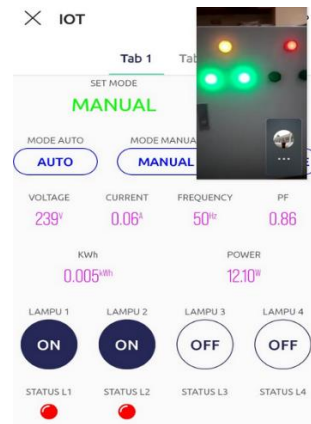 IOT
Tab 1
SET MODE
MANUAL
MODE AUTO
AUTO
MANUAL
VOLTAGE CURRENT FREQUENCY PF
239V 0.06A 50Hz 0.86
KWh POWER
0.005kWh 12.10W
LAMPU 1 LAMPU 2 LAMPU 3 LAMPU 4
ON ON OFF OFF
STATUS L1 STATUS L2 STATUS L3 STATUS L4